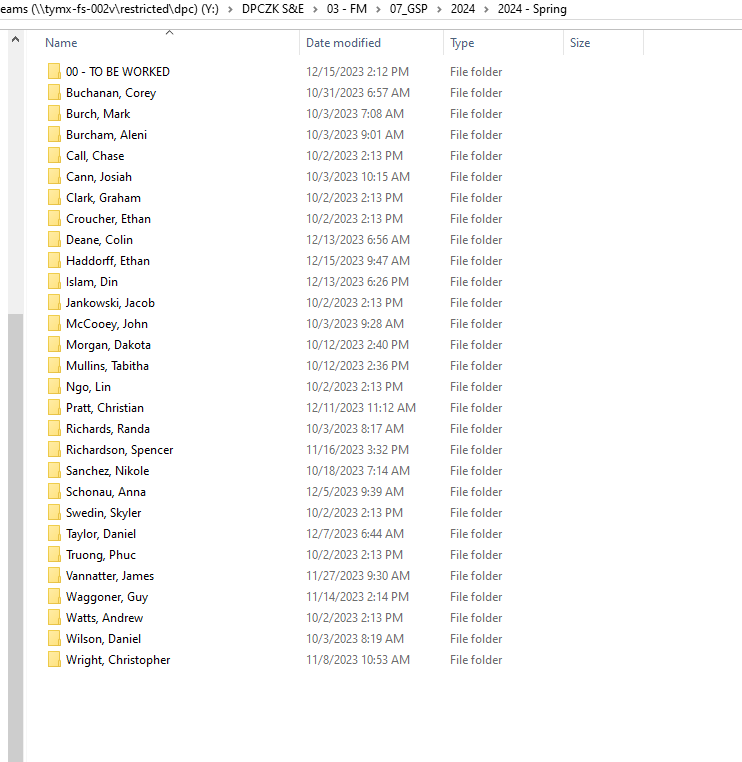 eams (\\tymx-fs-002v\restricted\dpc) (Y:) > DPCZK S&E > 03 - FM > 07_GSP > 2024 > 2024 - Spring
Name Date modified Type Size
00 - TO BE WORKED 12/15/2023 2:12 PM File folder
Buchanan, Corey 10/31/2023 6:57 AM File folder
Burch, Mark 10/3/2023 7:08 AM File folder
Burcham, Aleni 10/3/2023 9:01 AM File folder
Call, Chase 10/2/2023 2:13 PM File folder
Cann, Josiah 10/3/2023 10:15 AM File folder
Clark, Graham 10/2/2023 2:13 PM File folder
Croucher, Ethan 10/2/2023 2:13 PM File folder
Deane, Colin 12/13/2023 6:56 AM File folder
Haddorff, Ethan 12/15/2023 9:47 AM File folder
Islam, Din 12/13/2023 6:26 PM File folder
Jankowski, Jacob 10/2/2023 2:13 PM File folder
McCooey, John 10/3/2023 9:28 AM File folder
Morgan, Dakota 10/12/2023 2:40 PM File folder
Mullins, Tabitha 10/12/2023 2:36 PM File folder
Ngo, Lin 10/2/2023 2:13 PM File folder
Pratt, Christian 12/11/2023 11:12 AM File folder
Richards, Randa 10/3/2023 8:17 AM File folder
Richardson, Spencer 11/16/2023 3:32 PM File folder
Sanchez, Nikole 10/18/2023 7:14 AM File folder
Schonau, Anna 12/5/2023 9:39 AM File folder
Swedin, Skyler 10/2/2023 2:13 PM File folder
Taylor, Daniel 12/7/2023 6:44 AM File folder
Truong, Phuc 10/2/2023 2:13 PM File folder
Vannatter, James 11/27/2023 9:30 AM File folder
Waggoner, Guy 11/14/2023 2:14 PM File folder
Watts, Andrew 10/2/2023 2:13 PM File folder
Wilson, Daniel 10/3/2023 8:19 AM File folder
Wright, Christopher 11/8/2023 10:53 AM File folder